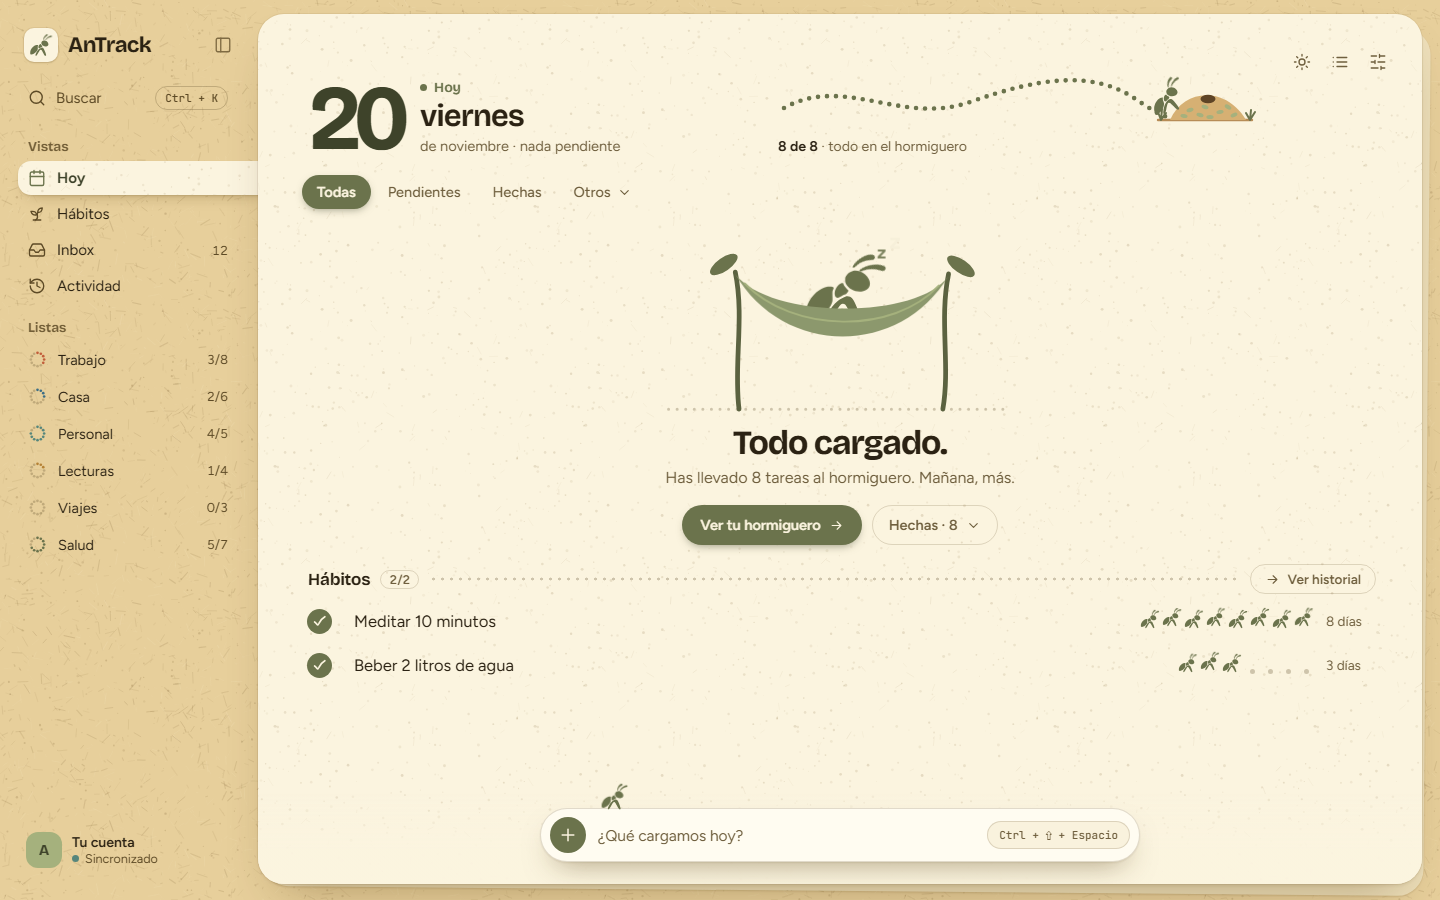 AnTrack
Buscar
Ctrl + K
Vistas
Hoy
Hábitos
Inbox 12
Actividad
Listas
Trabajo 3/8
Casa 2/6
Personal 4/5
Lecturas 1/4
Viajes 0/3
Salud 5/7
A
Tu cuenta
Sincronizado
20
Hoy
viernes
de noviembre · nada pendiente
8 de 8 · todo en el hormiguero
Todas Pendientes Hechas Otros
z
Todo cargado.
Has llevado 8 tareas al hormiguero. Mañana, más.
Ver tu hormiguero → Hechas · 8
Hábitos 2/2 → Ver historial
Meditar 10 minutos 8 días
Beber 2 litros de agua 3 días
¿Qué cargamos hoy? Ctrl + ⇧ + Espacio